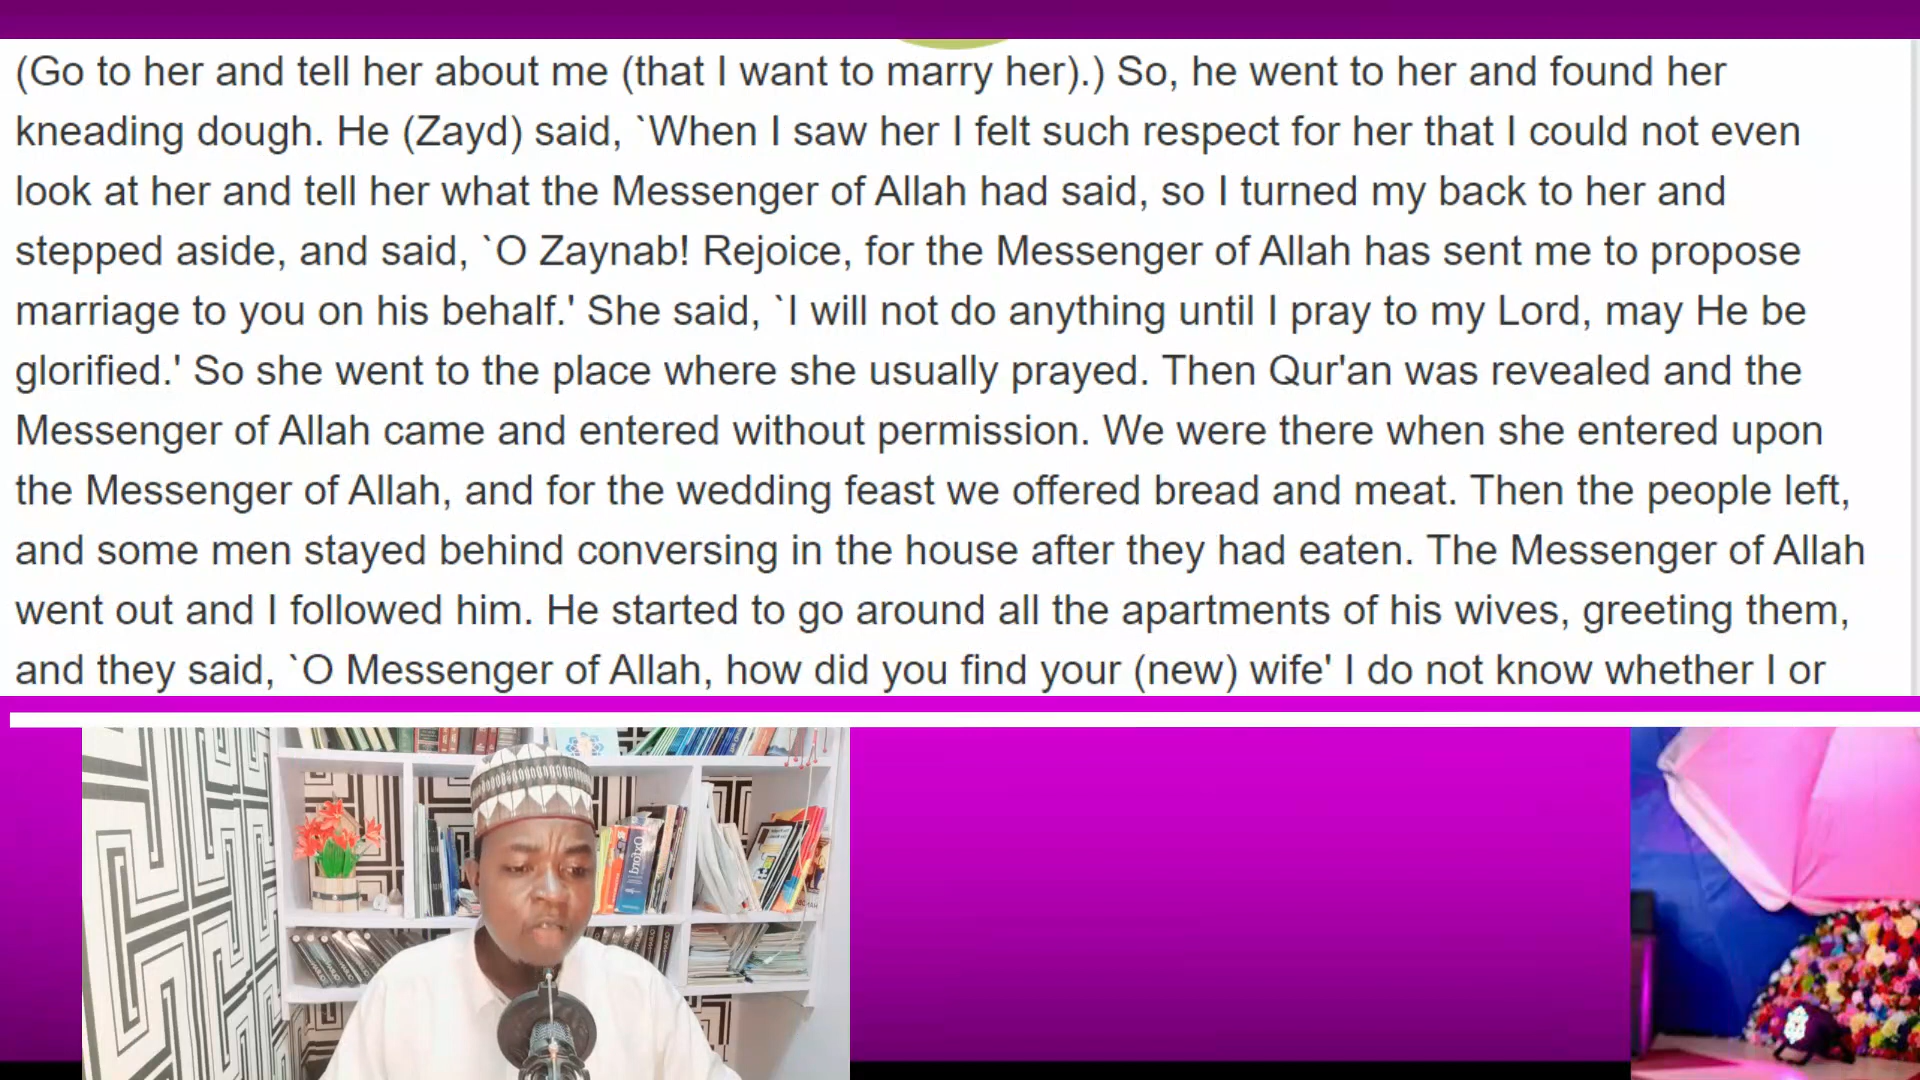 (Go to her and tell her about me (that I want to marry her).) So, he went to her and found her
kneading dough. He (Zayd) said, `When I saw her I felt such respect for her that I could not even
look at her and tell her what the Messenger of Allah had said, so I turned my back to her and
stepped aside, and said, `O Zaynab! Rejoice, for the Messenger of Allah has sent me to propose
marriage to you on his behalf.' She said, `I will not do anything until I pray to my Lord, may He be
glorified.' So she went to the place where she usually prayed. Then Qur'an was revealed and the
Messenger of Allah came and entered without permission. We were there when she entered upon
the Messenger of Allah, and for the wedding feast we offered bread and meat. Then the people left,
and some men stayed behind conversing in the house after they had eaten. The Messenger of Allah
went out and I followed him. He started to go around all the apartments of his wives, greeting them,
and they said, `O Messenger of Allah, how did you find your (new) wife' I do not know whether I or
Oxford